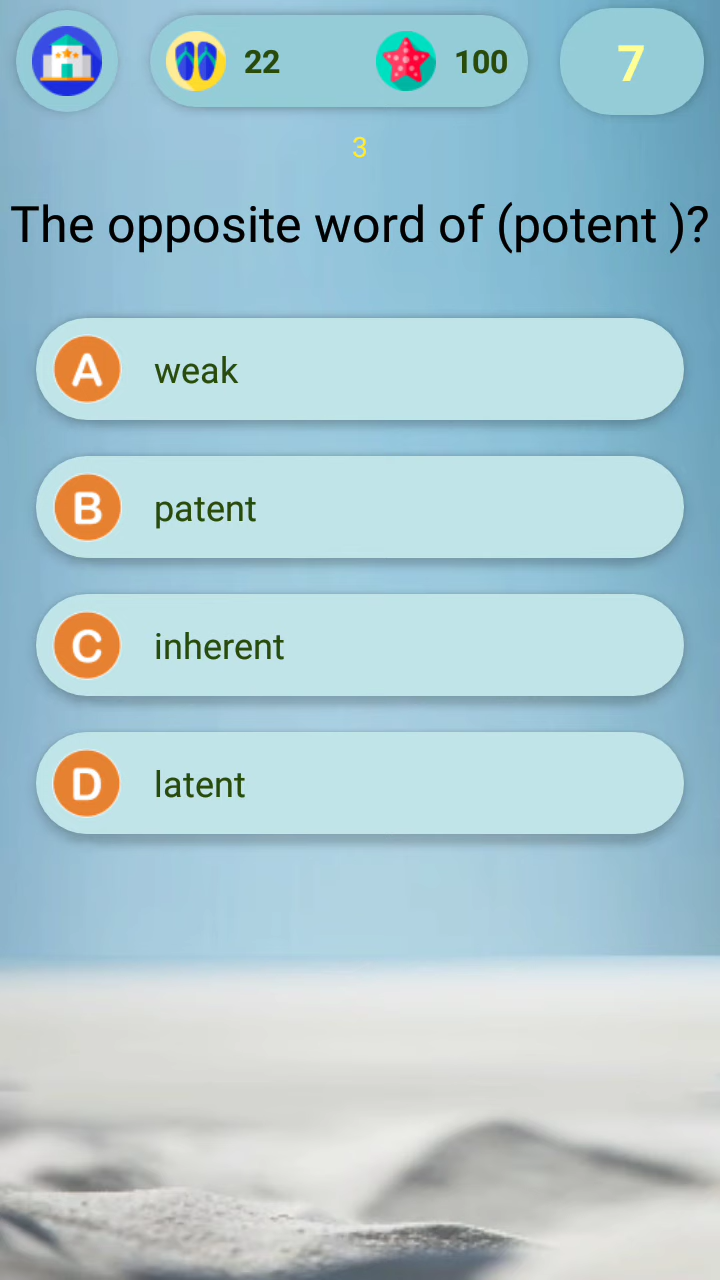 22 100 7
3
The opposite word of (potent )?
A weak
B patent
C inherent
D latent